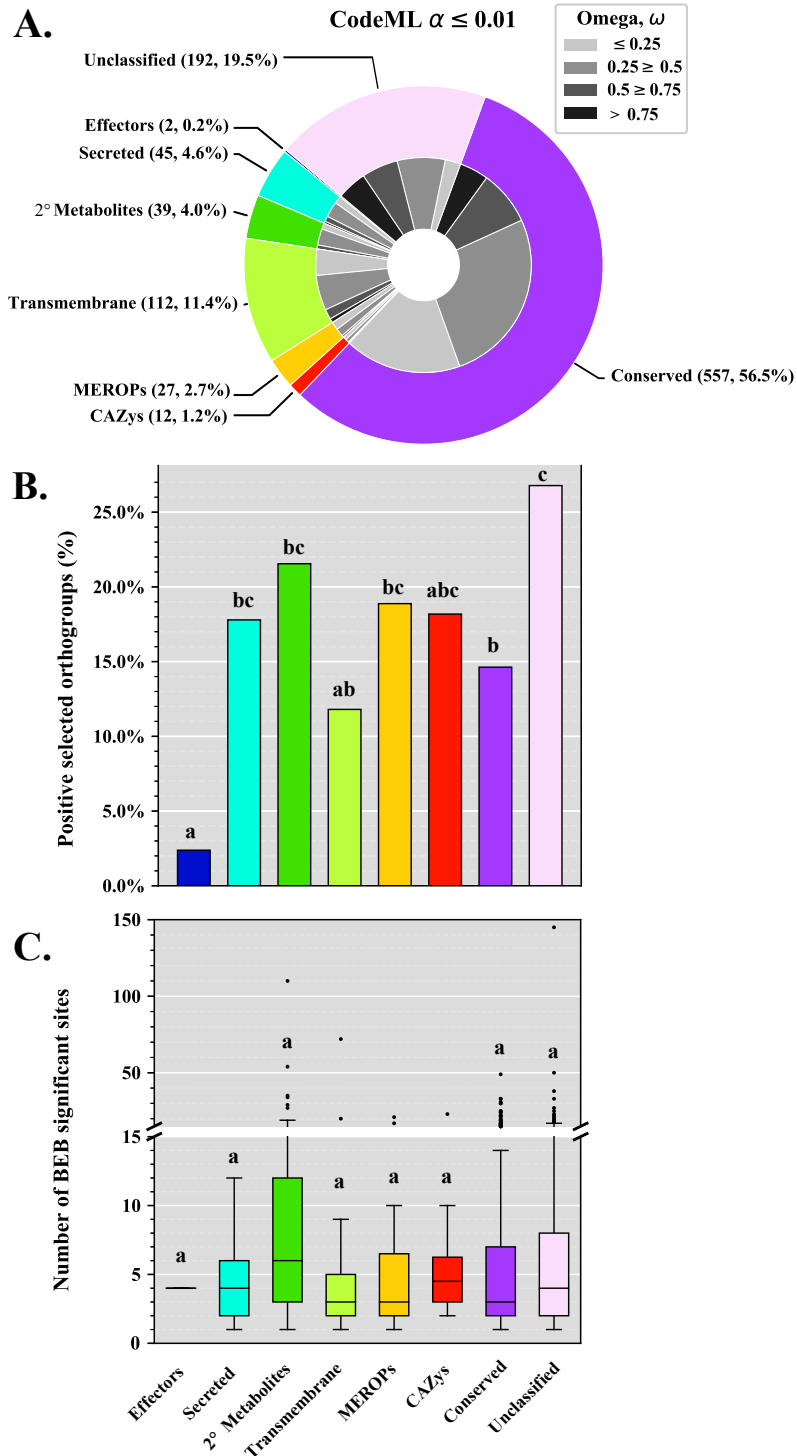 A.
CodeML α ≤ 0.01
Omega, ω
≤ 0.25
0.25 ≥ 0.5
0.5 ≥ 0.75
> 0.75
Unclassified (192, 19.5%)
Effectors (2, 0.2%)
Secreted (45, 4.6%)
2° Metabolites (39, 4.0%)
Transmembrane (112, 11.4%)
MEROPs (27, 2.7%)
CAZys (12, 1.2%)
Conserved (557, 56.5%)
B.
Positive selected orthogroups (%)
25.0%
20.0%
15.0%
10.0%
5.0%
0.0%
a
bc
bc
ab
bc
abc
b
c
C.
Number of BEB significant sites
150
100
50
15
10
5
0
a
a
a
a
a
a
a
a
Effectors
Secreted
2° Metabolites
Transmembrane
MEROPs
CAZys
Conserved
Unclassified